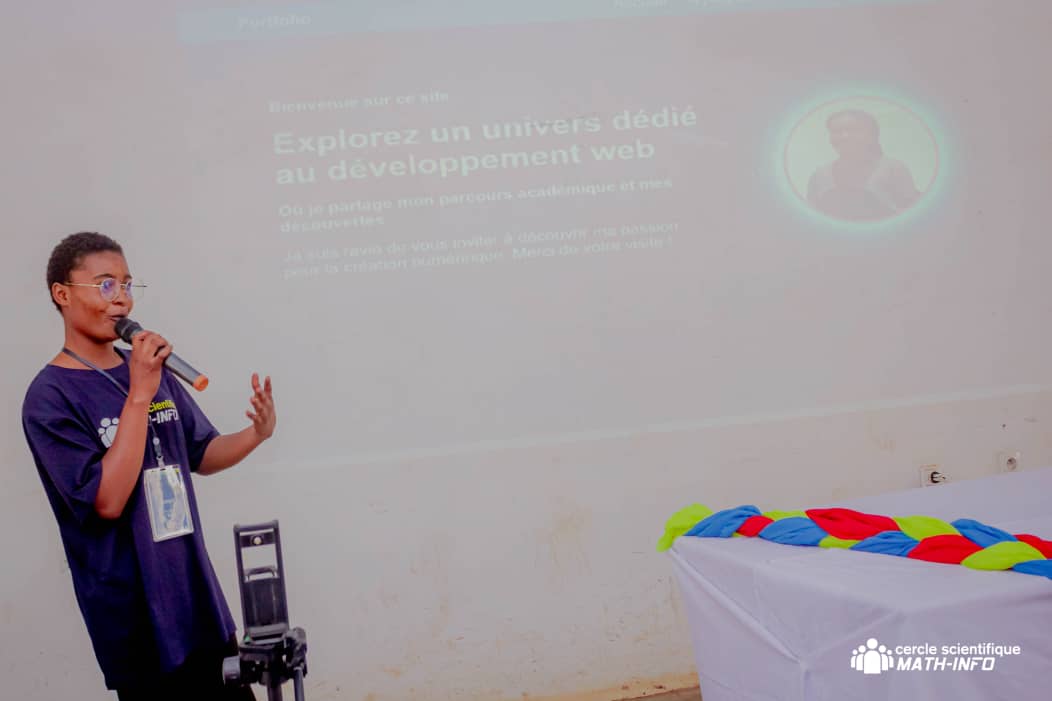 Portfolio
Accueil
Bienvenue sur ce site
Explorez un univers dédié
au développement web
Où je partage mon parcours académique et mes
découvertes
Je suis ravie de vous inviter à découvrir ma passion
pour la création numérique. Merci de votre visite !
cercle scientifique
MATH-INFO